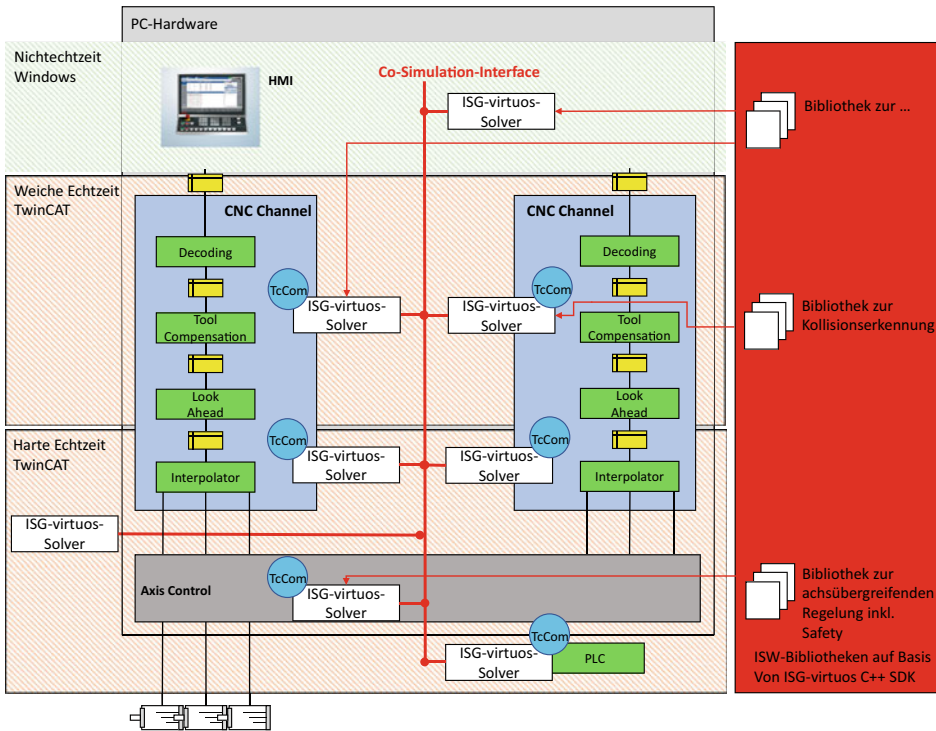 PC-Hardware
Nichtechtzeit
Windows
HMI
Co-Simulation-Interface
ISG-virtuos-
Solver
Bibliothek zur ...
Weiche Echtzeit
TwinCAT
CNC Channel
CNC Channel
Decoding
Decoding
TcCom
ISG-virtuos-
Solver
ISG-virtuos-
Solver
TcCom
Tool
Compensation
Tool
Compensation
Bibliothek zur
Kollisionserkennung
Look
Ahead
Look
Ahead
Harte Echtzeit
TwinCAT
TcCom
ISG-virtuos-
Solver
ISG-virtuos-
Solver
TcCom
Interpolator
Interpolator
ISG-virtuos-
Solver
Axis Control
TcCom
ISG-virtuos-
Solver
Bibliothek zur
achsübergreifenden
Regelung inkl.
Safety
TcCom
ISG-virtuos-
Solver
PLC
ISW-Bibliotheken auf Basis
Von ISG-virtuos C++ SDK